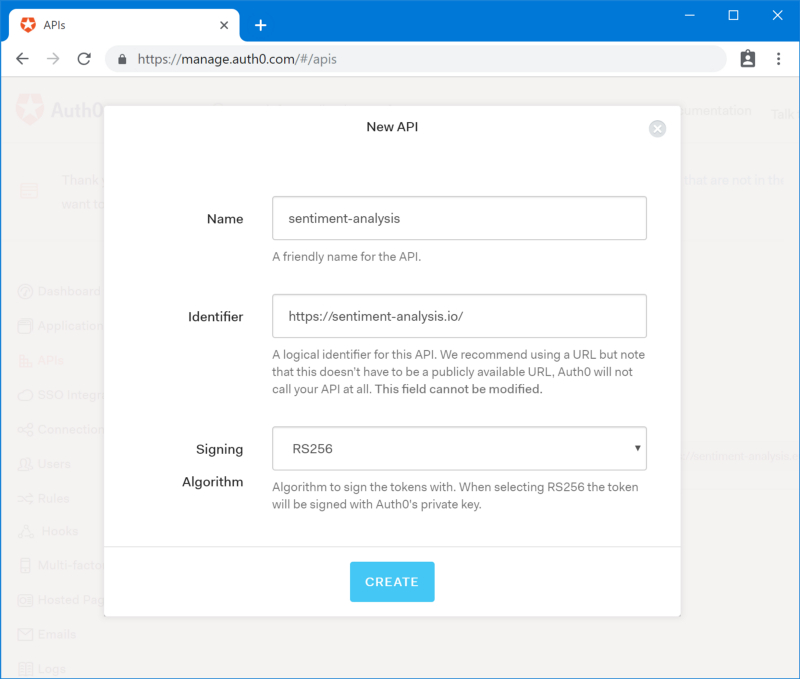 APIs
https://manage.auth0.com/#/apis
Auth0
Documentation
Talk
Thank
that are not in the
want to
New API
Name
sentiment-analysis
A friendly name for the API.
Identifier
https://sentiment-analysis.io/
A logical identifier for this API. We recommend using a URL but note
that this doesn't have to be a publicly available URL, Auth0 will not
call your API at all. This field cannot be modified.
Signing
Algorithm
RS256
Algorithm to sign the tokens with. When selecting RS256 the token
will be signed with Auth0's private key.
CREATE
Dashboard
Application
APIs
SSO Integra
Connection
Users
Rules
Hooks
Multi-factor
Hosted Pag
Emails
Logs